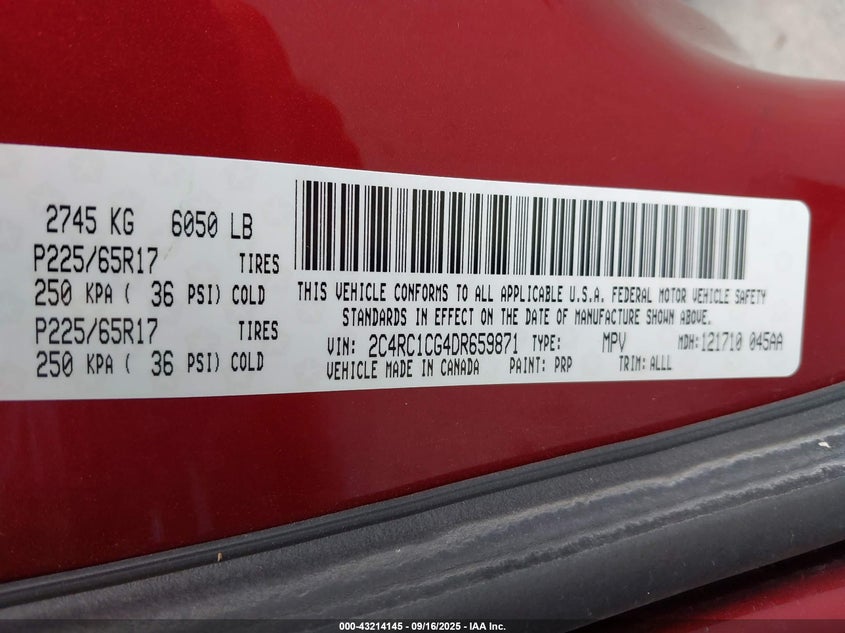 2745 KG 6050 LB
P225/65R17 TIRES
250 KPA ( 36 PSI) COLD
P225/65R17 TIRES
250 KPA ( 36 PSI) COLD
THIS VEHICLE CONFORMS TO ALL APPLICABLE U.S.A. FEDERAL MOTOR VEHICLE SAFETY
STANDARDS IN EFFECT ON THE DATE OF MANUFACTURE SHOWN ABOVE.
VIN: 2C4RC1CG4DR659871 TYPE: MPV MDH:121710 045AA
VEHICLE MADE IN CANADA PAINT: PRP TRIM: ALLL
000-43214145 - 09/16/2025 - IAA Inc.